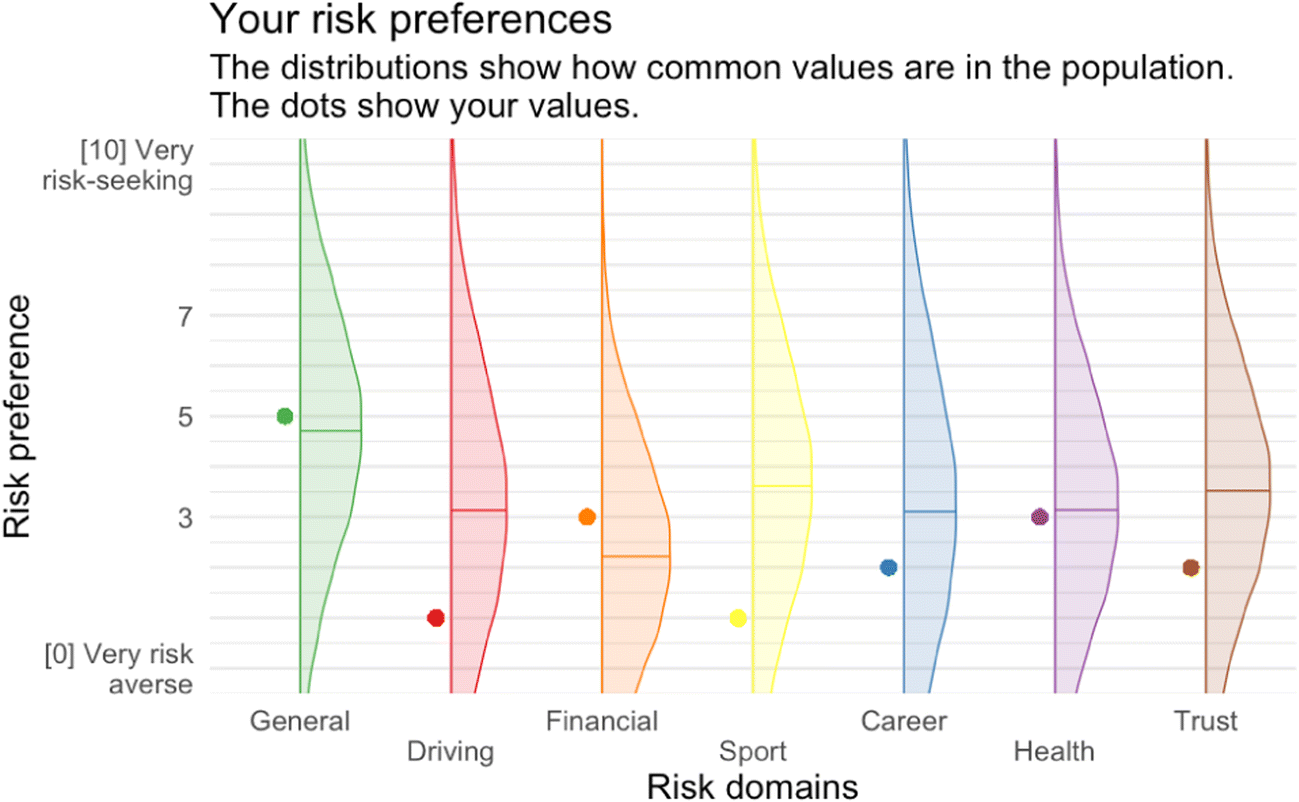 Your risk preferences
The distributions show how common values are in the population.
The dots show your values.
[10] Very
risk-seeking
7
5
3
[0] Very risk
averse
Risk preference
General
Driving
Financial
Sport
Career
Health
Trust
Risk domains